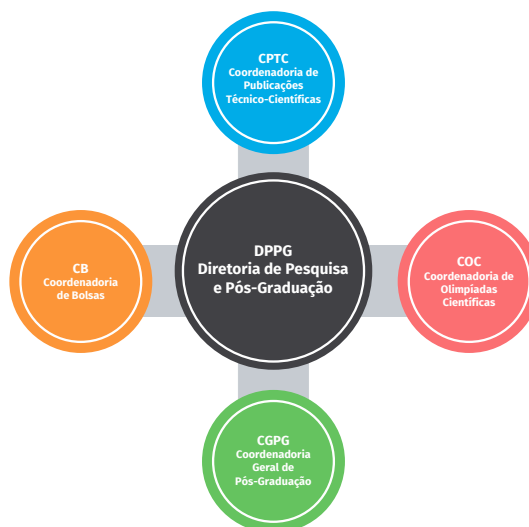 CPTC
Coordenadoria de
Publicações
Técnico-Científicas
DPPG
Diretoria de Pesquisa
e Pós-Graduação
CB
Coordenadoria
de Bolsas
COC
Coordenadoria de
Olimpíadas
Científicas
CGPG
Coordenadoria
Geral de
Pós-Graduação